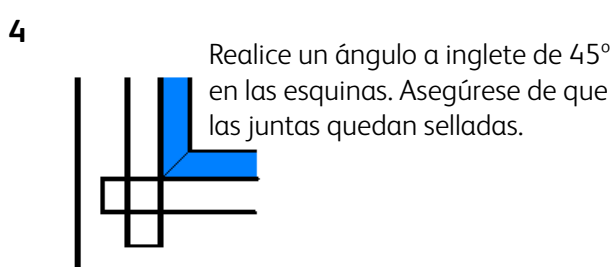 4
Realice un ángulo a inglete de 45º
en las esquinas. Asegúrese de que
las juntas quedan selladas.